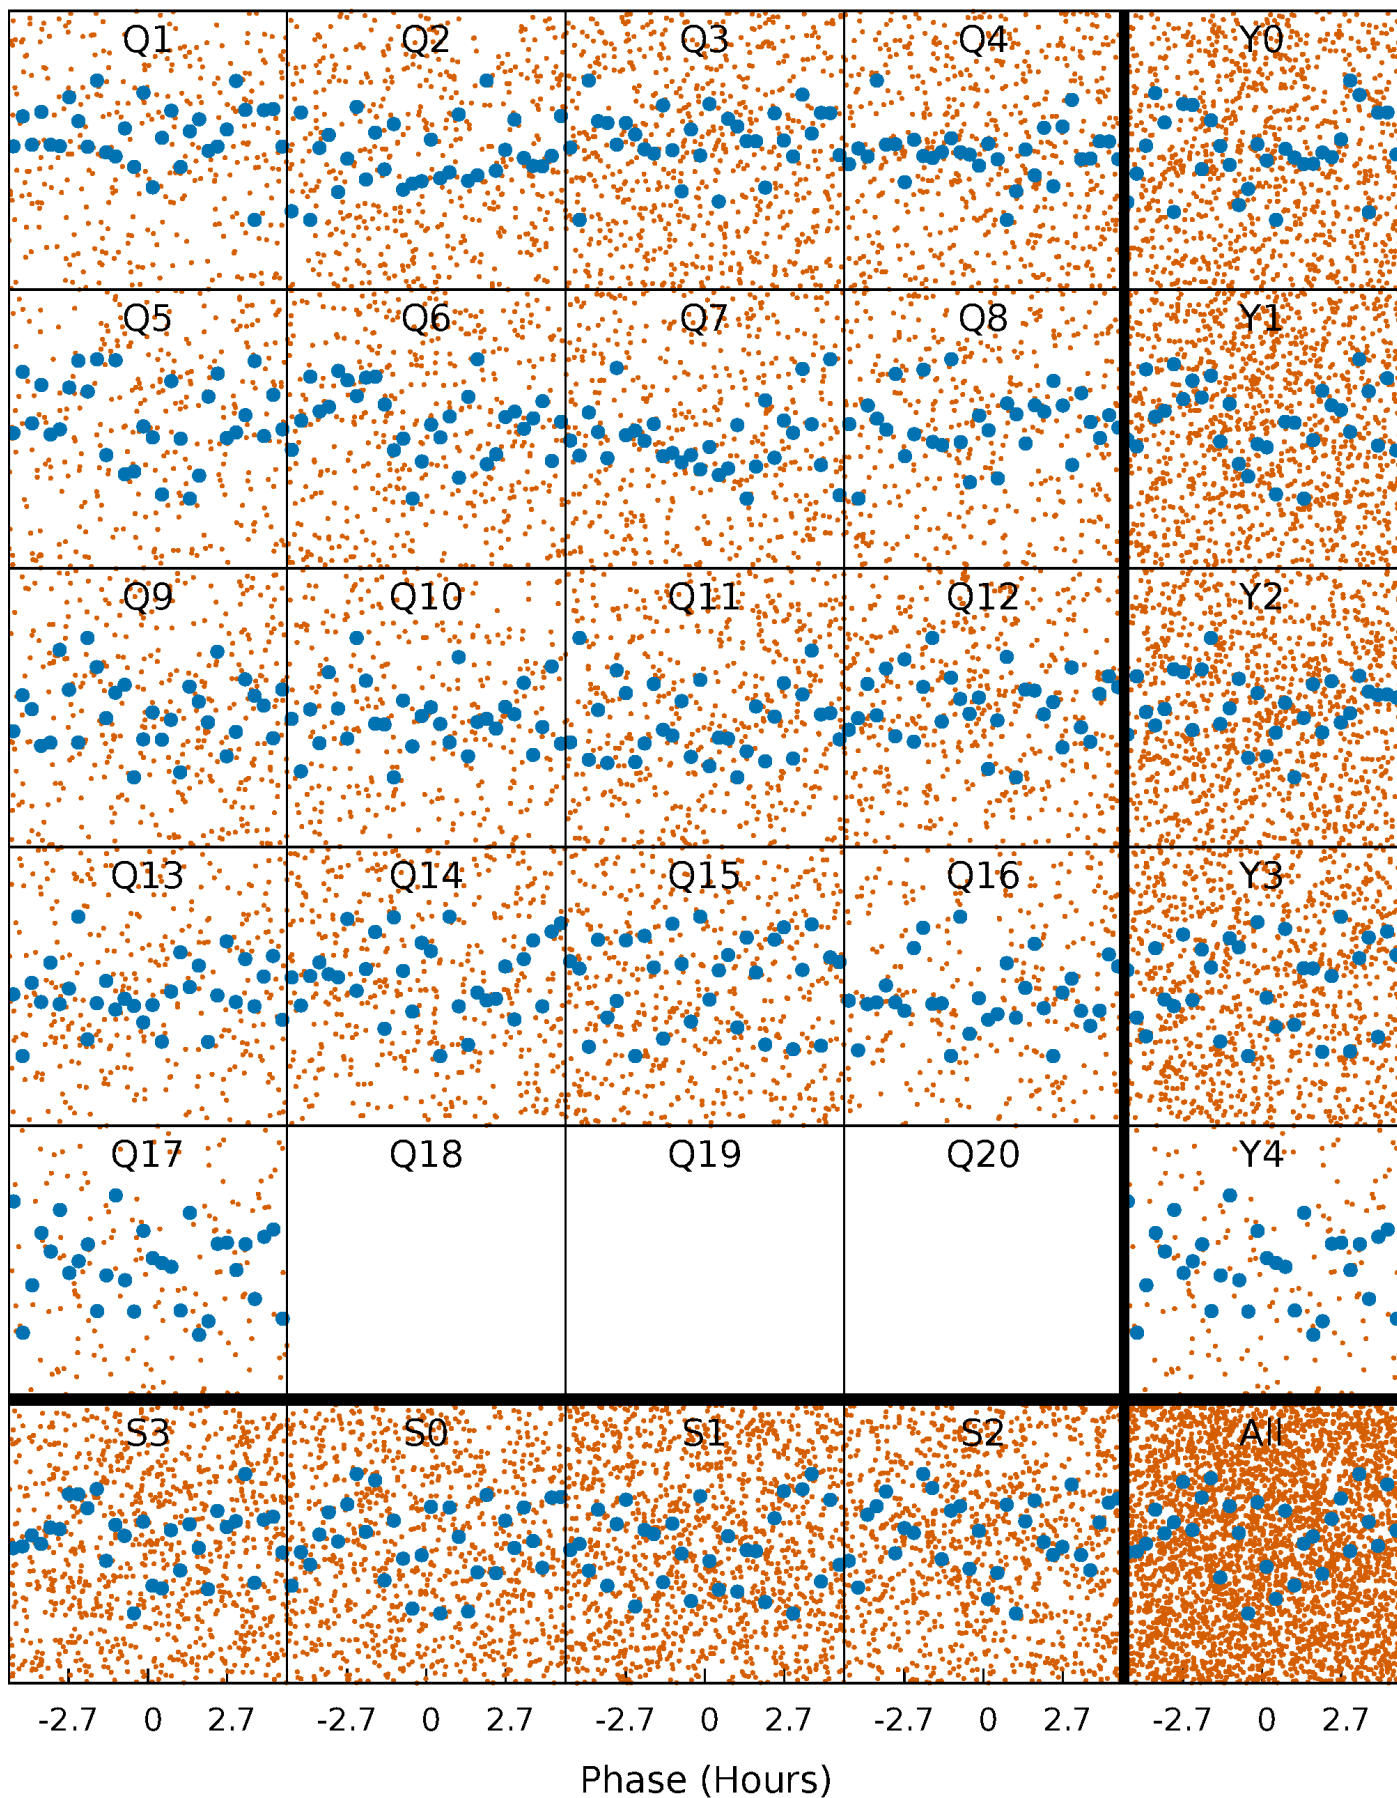 Q1 Q2 Q3 Q4 Y0
Q5 Q6 Q7 Q8 Y1
Q9 Q10 Q11 Q12 Y2
Q13 Q14 Q15 Q16 Y3
Q17 Q18 Q19 Q20 Y4
S3 S0 S1 S2 All
-2.7 0 2.7 -2.7 0 2.7 -2.7 0 2.7 -2.7 0 2.7 -2.7 0 2.7
Phase (Hours)